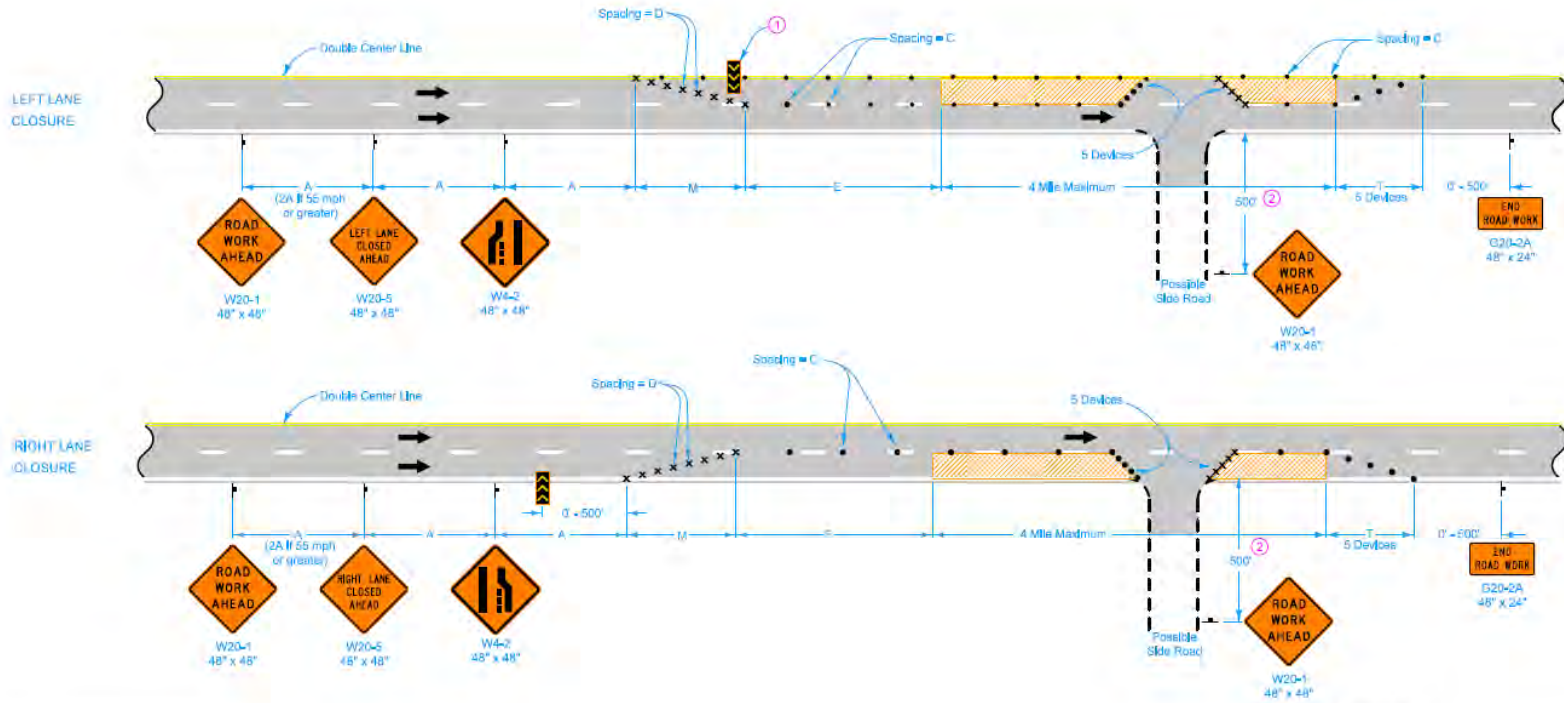 Spacing = D
①
Spacing = C
Spacing = C
Double Center Line
LEFT LANE
CLOSURE
5 Devices
A
A
A
M
E
4 Mile Maximum
T
0' - 500'
(2A If 55 mph
or greater)
500' ②
5 Devices
ROAD
WORK
AHEAD
LEFT LANE
CLOSED
AHEAD
END
ROAD WORK
G20-2A
48" x 24"
W20-1
48" x 48"
W20-5
48" x 48"
W4-2
48" x 48"
Possible
Side Road
ROAD
WORK
AHEAD
W20-1
48" x 48"
Spacing = C
Spacing = D
Double Center Line
5 Devices
RIGHT LANE
CLOSURE
0' - 500'
A
A
A
M
E
4 Mile Maximum
T
0' - 500'
(2A If 55 mph
or greater)
500' ②
5 Devices
ROAD
WORK
AHEAD
RIGHT LANE
CLOSED
AHEAD
END
ROAD WORK
G20-2A
48" x 24"
W20-1
48" x 48"
W20-5
48" x 48"
W4-2
48" x 48"
Possible
Side Road
ROAD
WORK
AHEAD
W20-1
48" x 48"